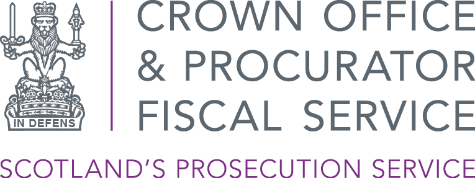 CROWN OFFICE
& PROCURATOR
FISCAL SERVICE
IN DEFENS
SCOTLAND'S PROSECUTION SERVICE